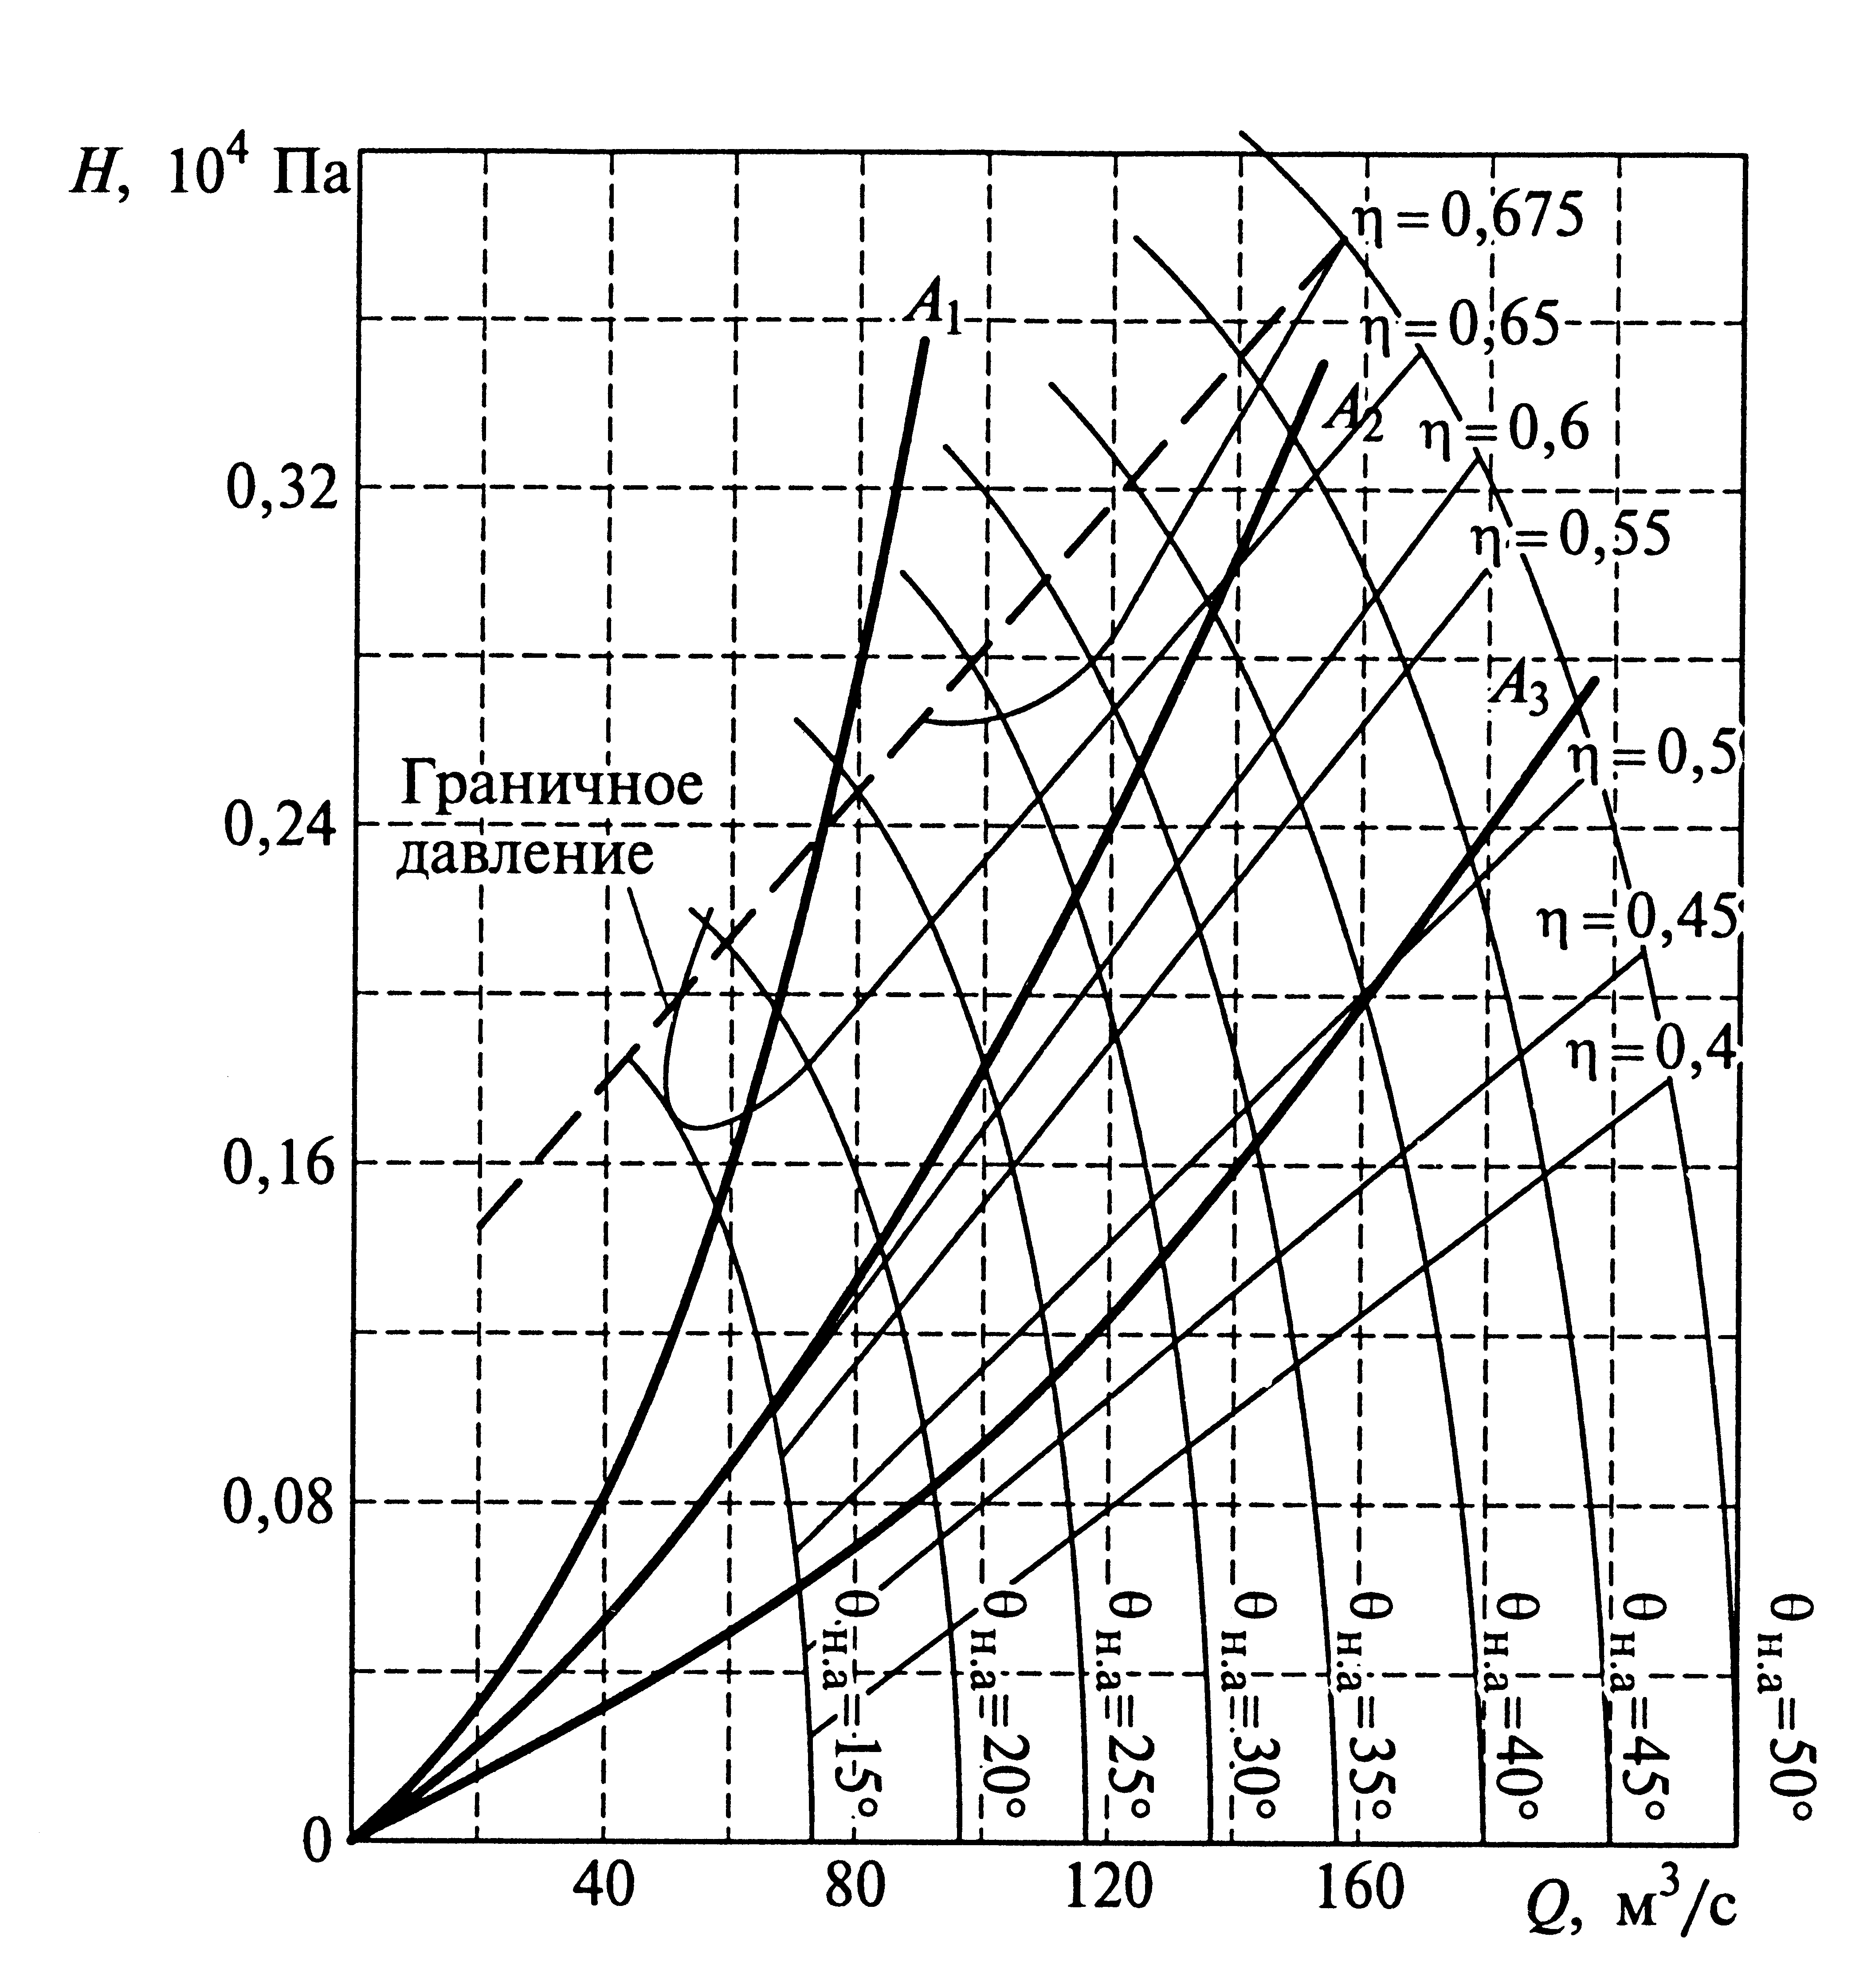 H, 10⁴ Па
η = 0,675
A₁
η = 0,65
A₂
η = 0,6
0,32
η = 0,55
A₃
η = 0,5
Граничное
давление
0,24
η = 0,45
η = 0,4
0,16
0,08
θн.а = 15°
θн.а = 20°
θн.а = 25°
θн.а = 30°
θн.а = 35°
θн.а = 40°
θн.а = 45°
θн.а = 50°
0
40
80
120
160
Q, м³/с